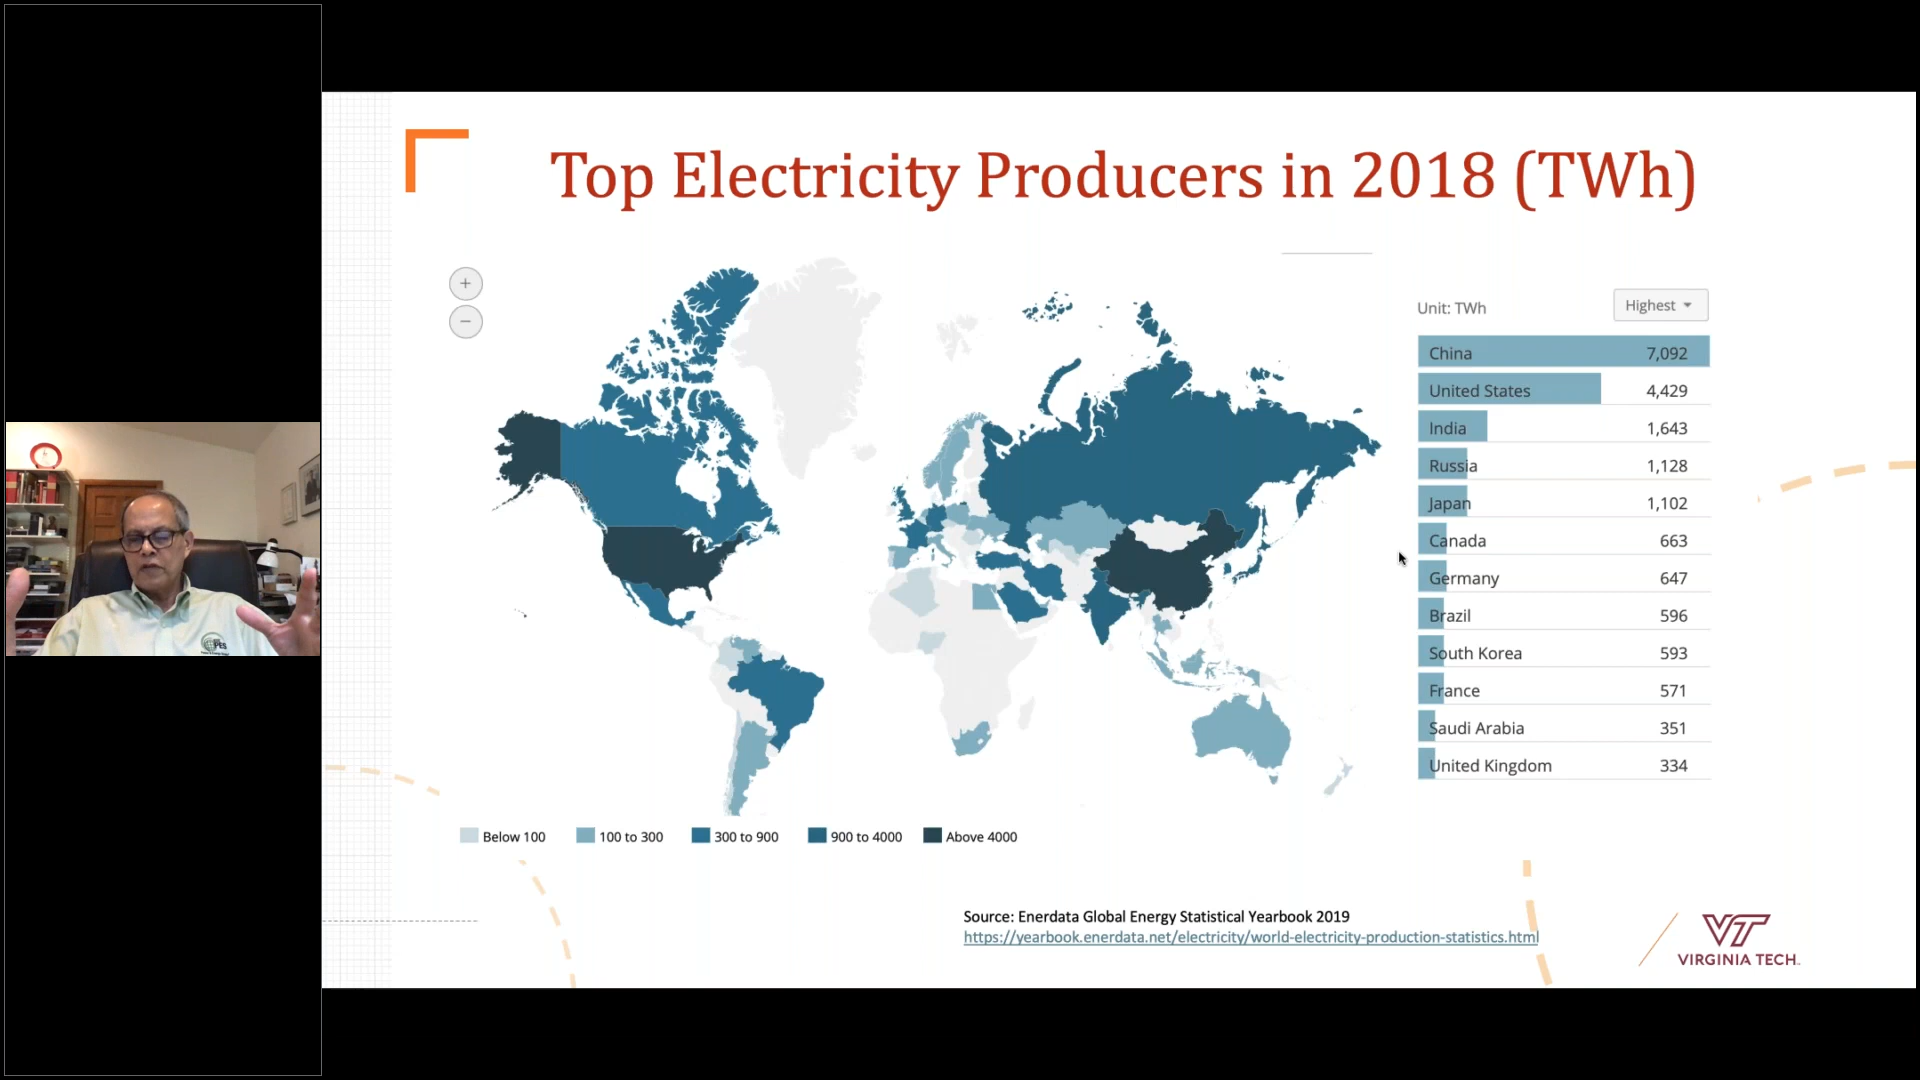 Top Electricity Producers in 2018 (TWh)
+
−
Unit: TWh
Highest
China 7,092
United States 4,429
India 1,643
Russia 1,128
Japan 1,102
Canada 663
Germany 647
Brazil 596
South Korea 593
France 571
Saudi Arabia 351
United Kingdom 334
Below 100 100 to 300 300 to 900 900 to 4000 Above 4000
Source: Enerdata Global Energy Statistical Yearbook 2019
https://yearbook.enerdata.net/electricity/world-electricity-production-statistics.html
VT
VIRGINIA TECH
PES